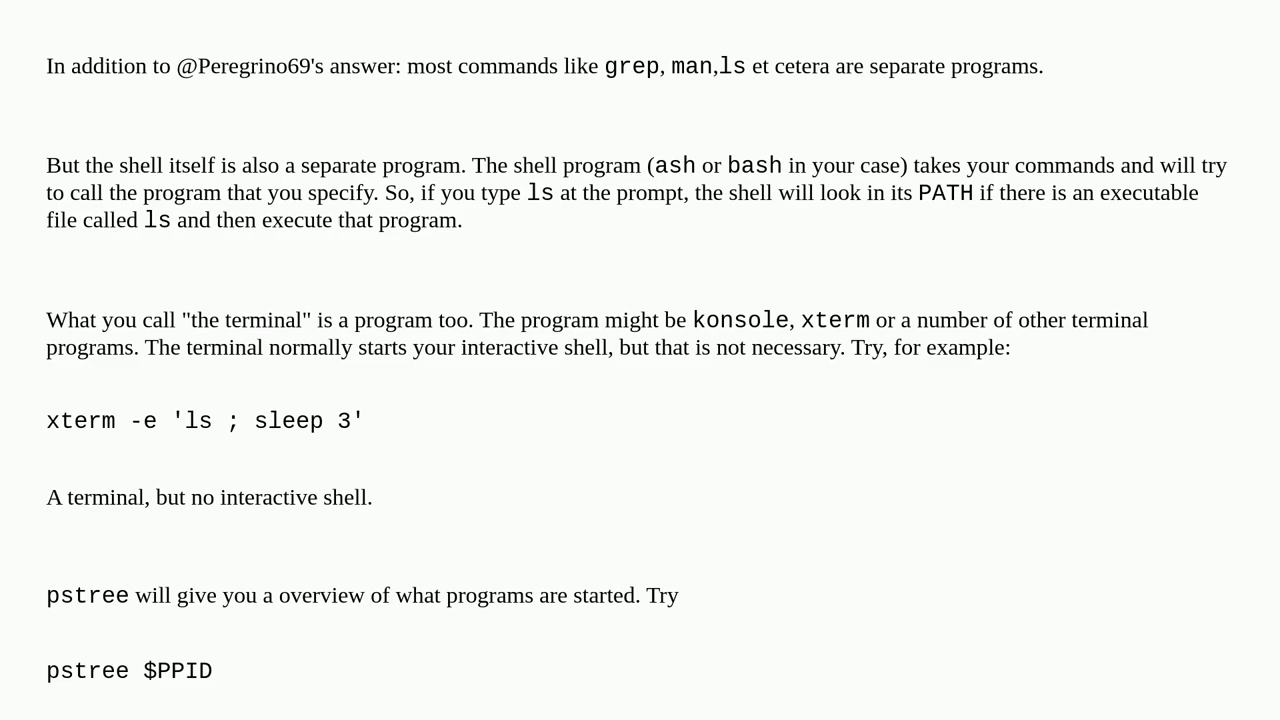 In addition to @Peregrino69's answer: most commands like grep, man,ls et cetera are separate programs.
But the shell itself is also a separate program. The shell program (ash or bash in your case) takes your commands and will try
to call the program that you specify. So, if you type ls at the prompt, the shell will look in its PATH if there is an executable
file called ls and then execute that program.
What you call "the terminal" is a program too. The program might be konsole, xterm or a number of other terminal
programs. The terminal normally starts your interactive shell, but that is not necessary. Try, for example:
xterm -e 'ls ; sleep 3'
A terminal, but no interactive shell.
pstree will give you a overview of what programs are started. Try
pstree $PPID